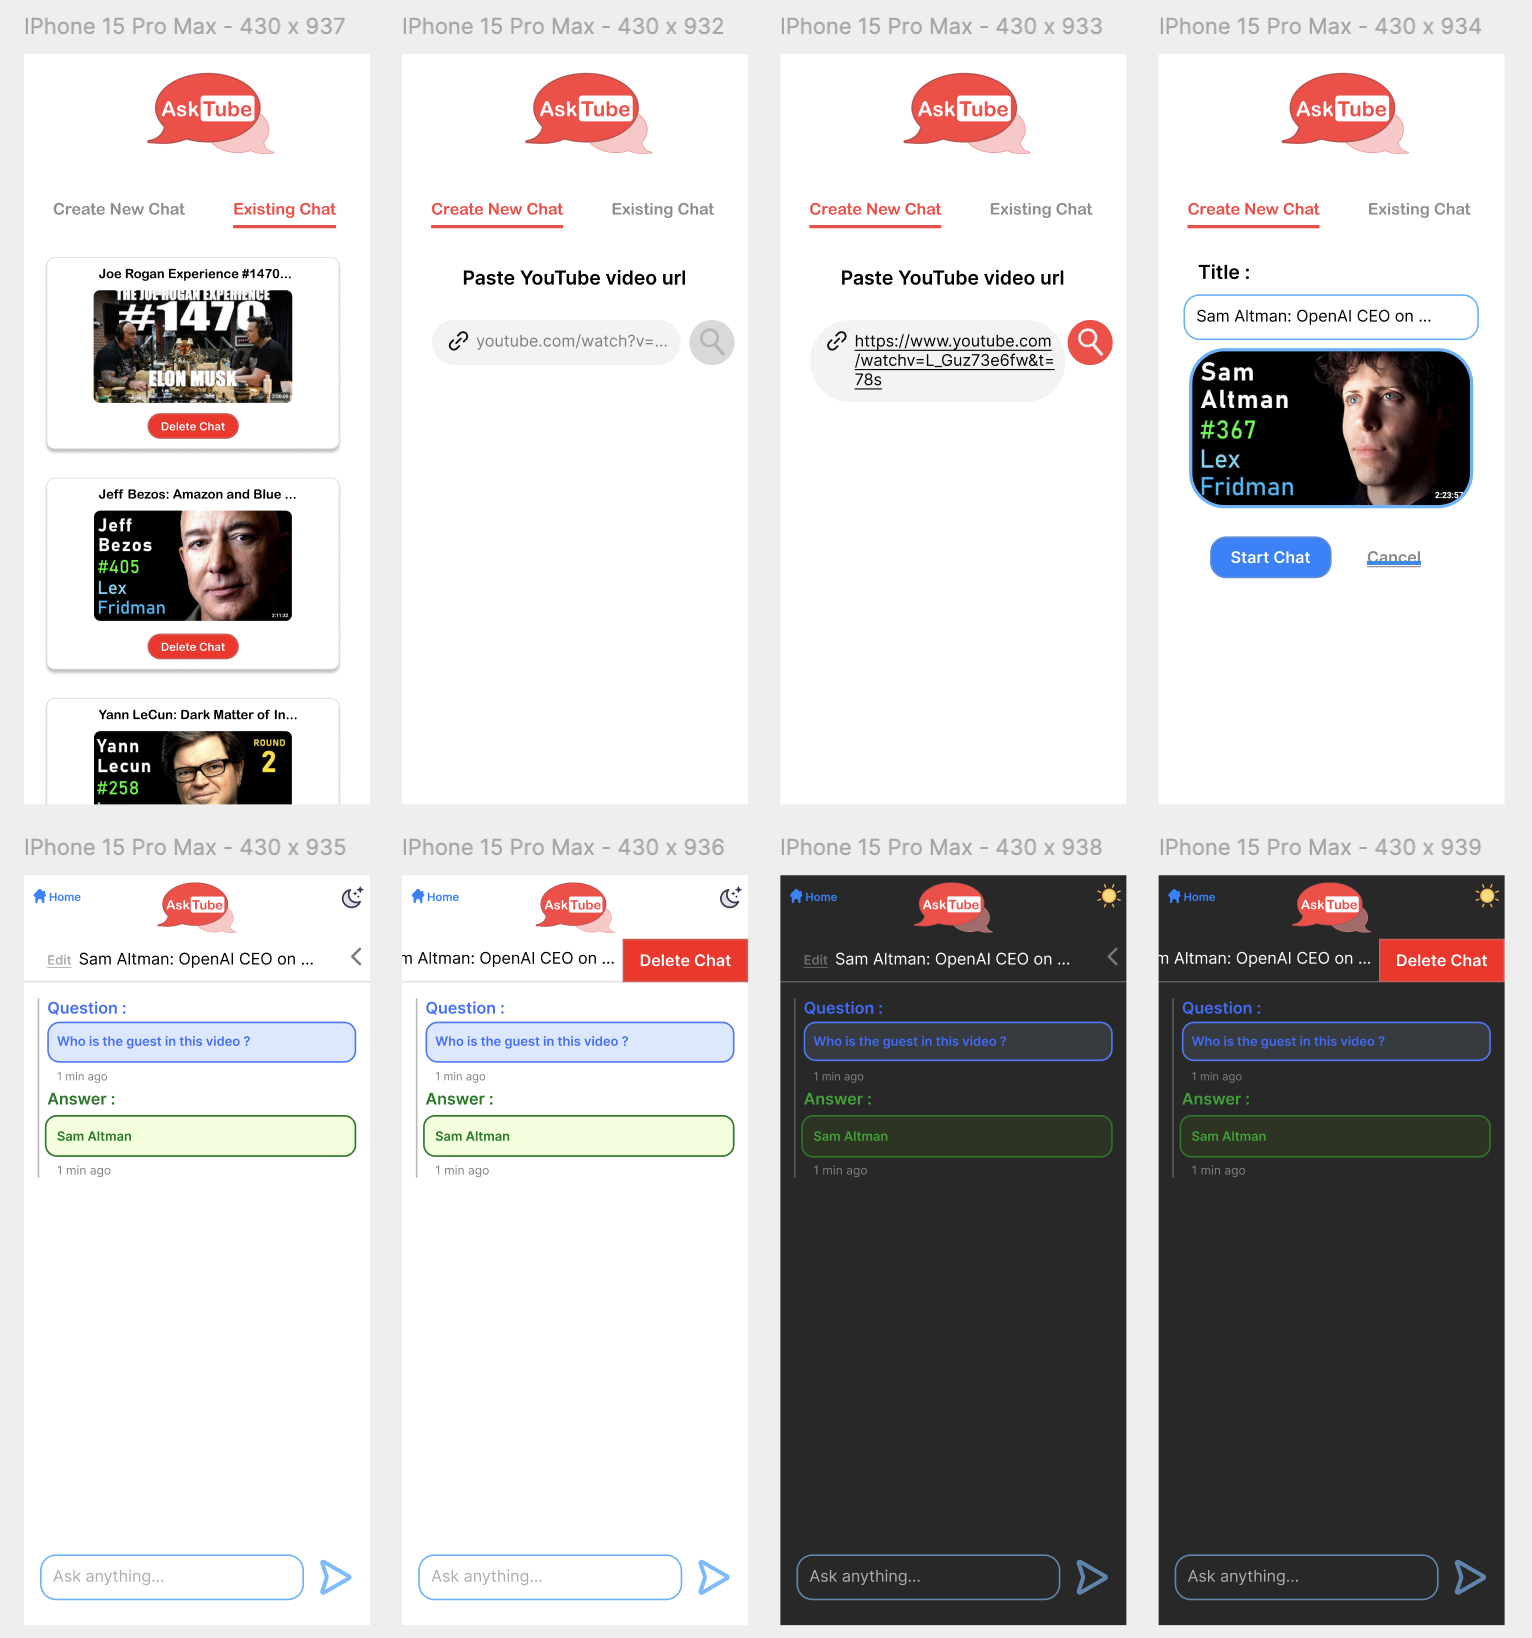 IPhone 15 Pro Max - 430 x 937
AskTube
Create New Chat
Existing Chat
Joe Rogan Experience #1470...
THE JOE ROGAN EXPERIENCE
#1470
ELON MUSK
Delete Chat
Jeff Bezos: Amazon and Blue ...
Jeff
Bezos
#405
Lex
Fridman
2:11:32
Delete Chat
Yann LeCun: Dark Matter of In...
Yann
Lecun
#258
ROUND
2
IPhone 15 Pro Max - 430 x 932
AskTube
Create New Chat
Existing Chat
Paste YouTube video url
youtube.com/watch?v=...
IPhone 15 Pro Max - 430 x 933
AskTube
Create New Chat
Existing Chat
Paste YouTube video url
https://www.youtube.com
/watchv=L_Guz73e6fw&t=
78s
IPhone 15 Pro Max - 430 x 934
AskTube
Create New Chat
Existing Chat
Title :
Sam Altman: OpenAI CEO on ...
Sam
Altman
#367
Lex
Fridman
2:23:57
Start Chat
Cancel
IPhone 15 Pro Max - 430 x 935
Home
AskTube
Edit
Sam Altman: OpenAI CEO on ...
Question :
Who is the guest in this video ?
1 min ago
Answer :
Sam Altman
1 min ago
Ask anything...
IPhone 15 Pro Max - 430 x 936
Home
AskTube
m Altman: OpenAI CEO on ...
Delete Chat
Question :
Who is the guest in this video ?
1 min ago
Answer :
Sam Altman
1 min ago
Ask anything...
IPhone 15 Pro Max - 430 x 938
Home
AskTube
Edit
Sam Altman: OpenAI CEO on ...
Question :
Who is the guest in this video ?
1 min ago
Answer :
Sam Altman
1 min ago
Ask anything...
IPhone 15 Pro Max - 430 x 939
Home
AskTube
m Altman: OpenAI CEO on ...
Delete Chat
Question :
Who is the guest in this video ?
1 min ago
Answer :
Sam Altman
1 min ago
Ask anything...